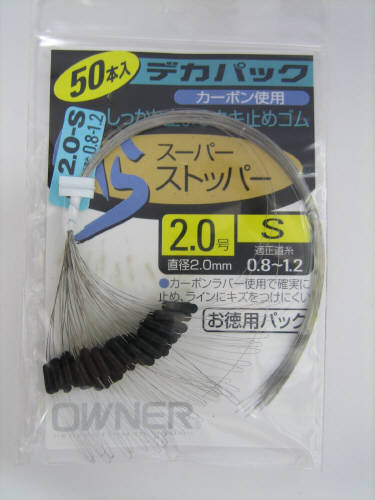 50本入
デカパック
カーボン使用
止めゴム
2.0-S
0.8-1.2
スーパー
ストッパー
2.0号
S
直径2.0mm
適正道糸
0.8〜1.2
●カーボンラバー使用で確実に
止め、ラインにキズをつけにくい
お徳用パック
OWNER